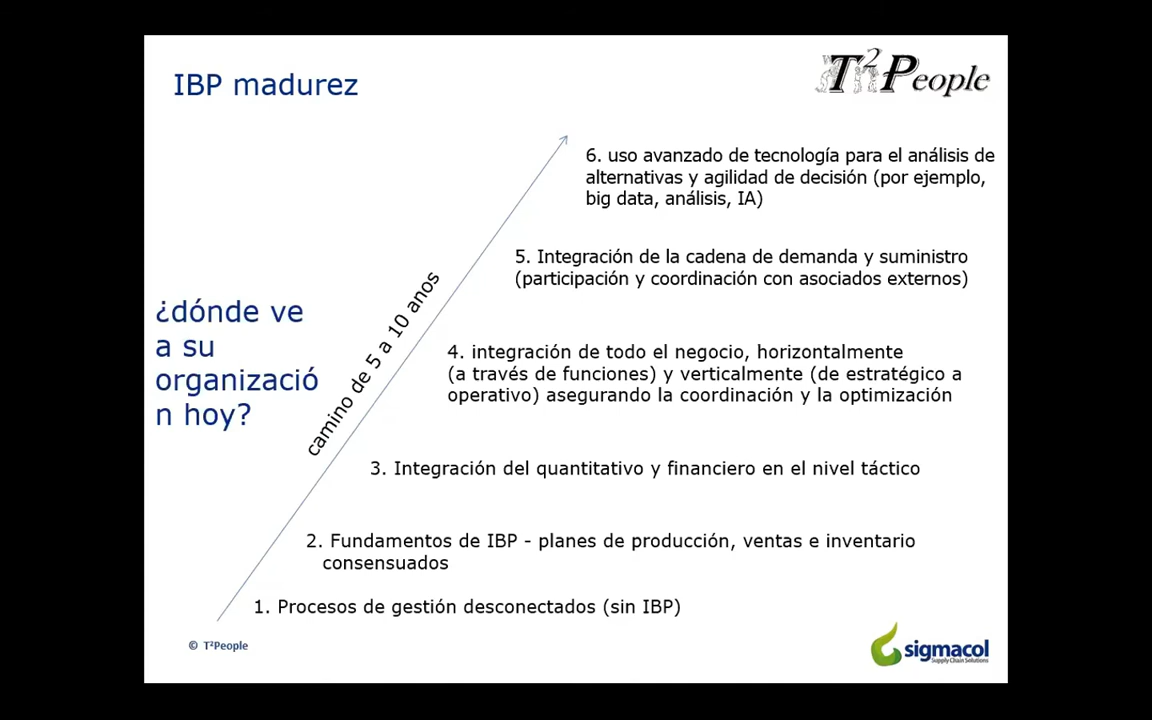 IBP madurez
T²People
6. uso avanzado de tecnología para el análisis de
alternativas y agilidad de decisión (por ejemplo,
big data, análisis, IA)
5. Integración de la cadena de demanda y suministro
(participación y coordinación con asociados externos)
¿dónde ve
a su
organizació
n hoy?
camino de 5 a 10 anos
4. integración de todo el negocio, horizontalmente
(a través de funciones) y verticalmente (de estratégico a
operativo) asegurando la coordinación y la optimización
3. Integración del quantitativo y financiero en el nivel táctico
2. Fundamentos de IBP - planes de producción, ventas e inventario
consensuados
1. Procesos de gestión desconectados (sin IBP)
© T²People
sigmacol
Supply Chain Solutions